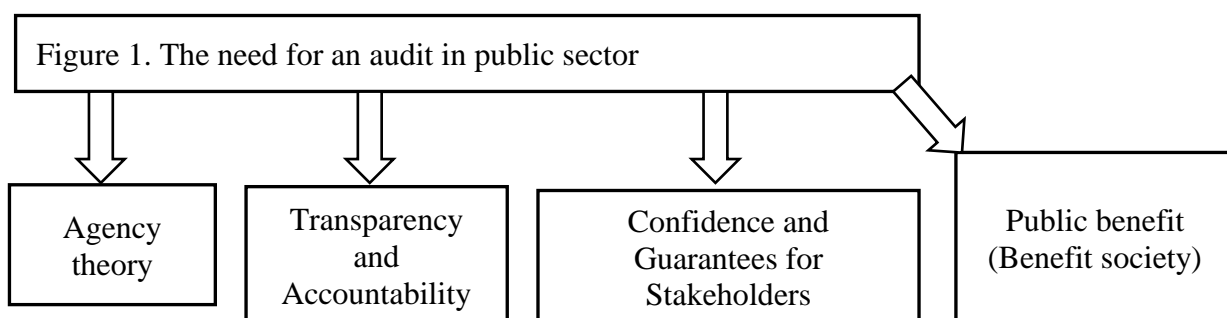 Figure 1. The need for an audit in public sector
Agency
theory
Transparency
and
Accountability
Confidence and
Guarantees for
Stakeholders
Public benefit
(Benefit society)